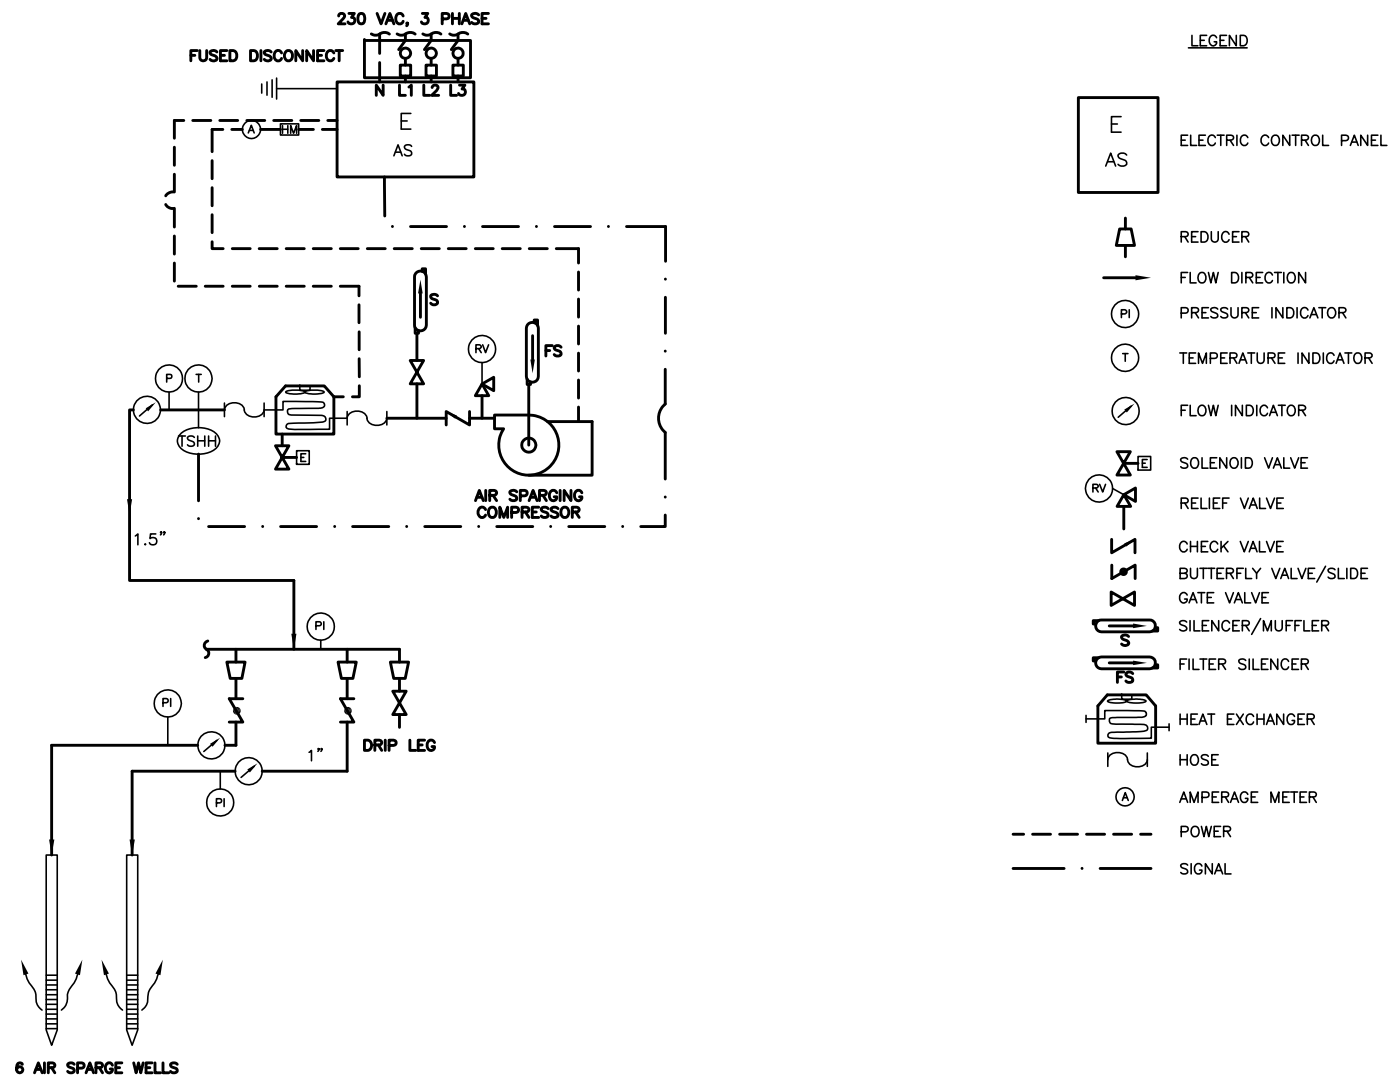 230 VAC, 3 PHASE
FUSED DISCONNECT
N L1 L2 L3
E
AS
A
HM
S
FS
RV
P
T
TSHH
E
AIR SPARGING
COMPRESSOR
1.5"
PI
PI
DRIP LEG
1"
PI
6 AIR SPARGE WELLS
LEGEND
E
AS
ELECTRIC CONTROL PANEL
REDUCER
FLOW DIRECTION
PI PRESSURE INDICATOR
T TEMPERATURE INDICATOR
FLOW INDICATOR
E SOLENOID VALVE
RV RELIEF VALVE
CHECK VALVE
BUTTERFLY VALVE/SLIDE
GATE VALVE
SILENCER/MUFFLER
S
FILTER SILENCER
FS
HEAT EXCHANGER
HOSE
A AMPERAGE METER
POWER
SIGNAL